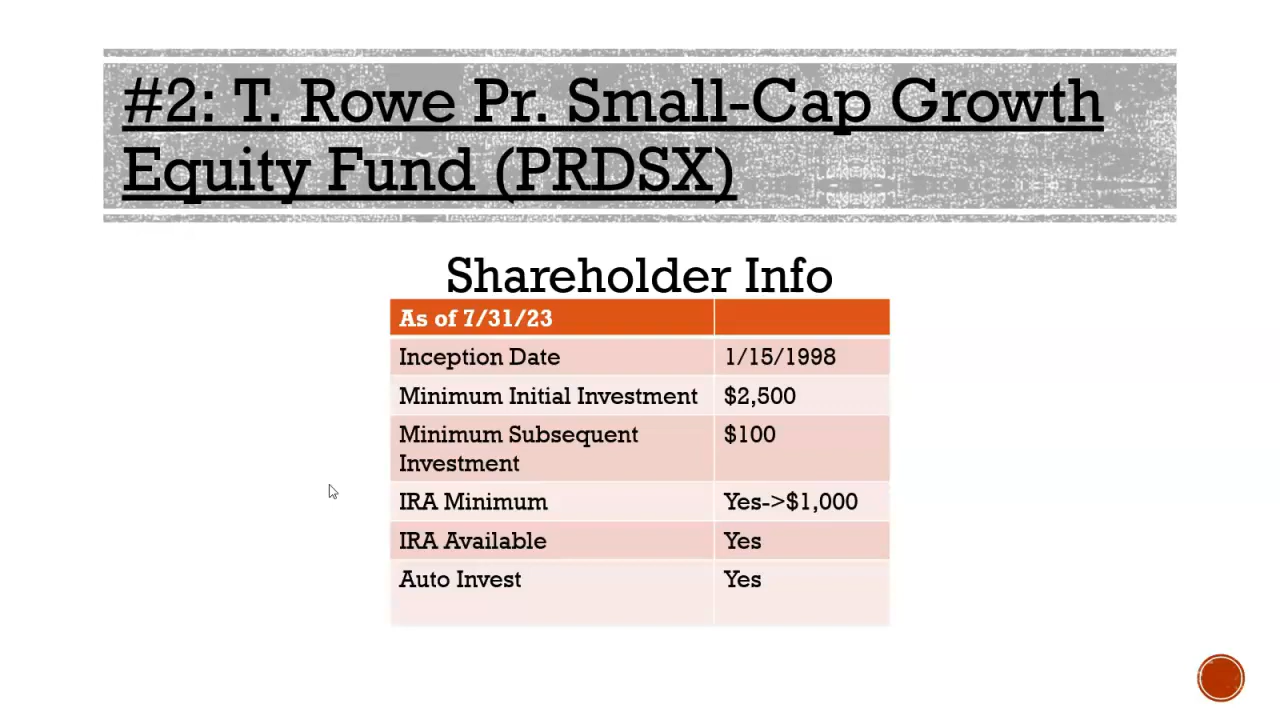 #2: T. Rowe Pr. Small-Cap Growth
Equity Fund (PRDSX)
Shareholder Info
As of 7/31/23
Inception Date 1/15/1998
Minimum Initial Investment $2,500
Minimum Subsequent $100
Investment
IRA Minimum Yes->$1,000
IRA Available Yes
Auto Invest Yes